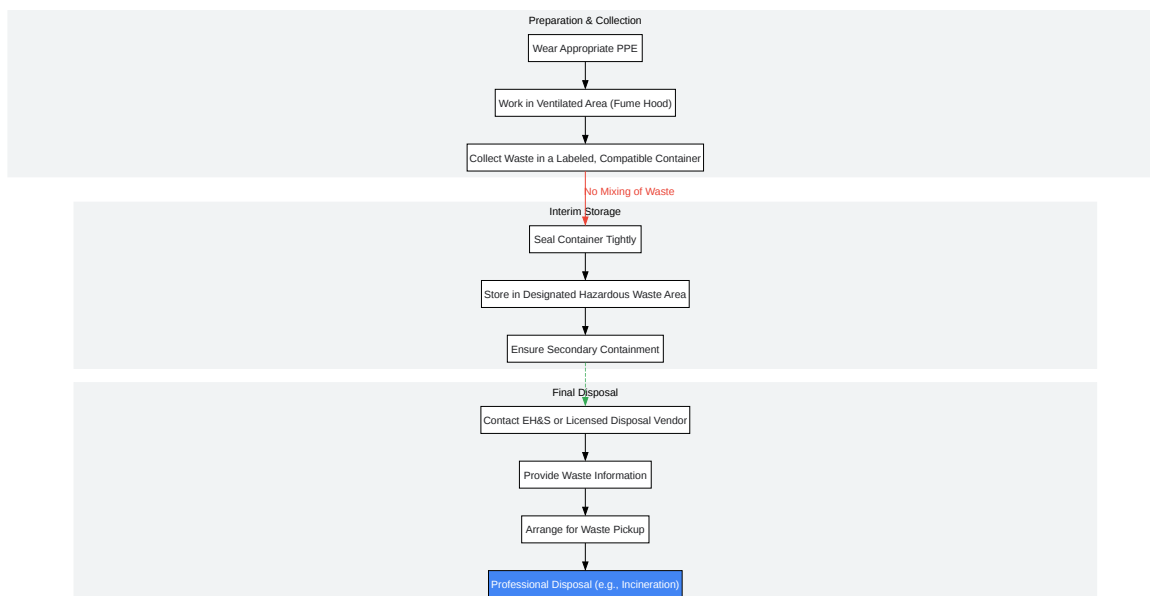 Preparation & Collection
Wear Appropriate PPE
Work in Ventilated Area (Fume Hood)
Collect Waste in a Labeled, Compatible Container
No Mixing of Waste
Interim Storage
Seal Container Tightly
Store in Designated Hazardous Waste Area
Ensure Secondary Containment
Final Disposal
Contact EH&S or Licensed Disposal Vendor
Provide Waste Information
Arrange for Waste Pickup
Professional Disposal (e.g., Incineration)